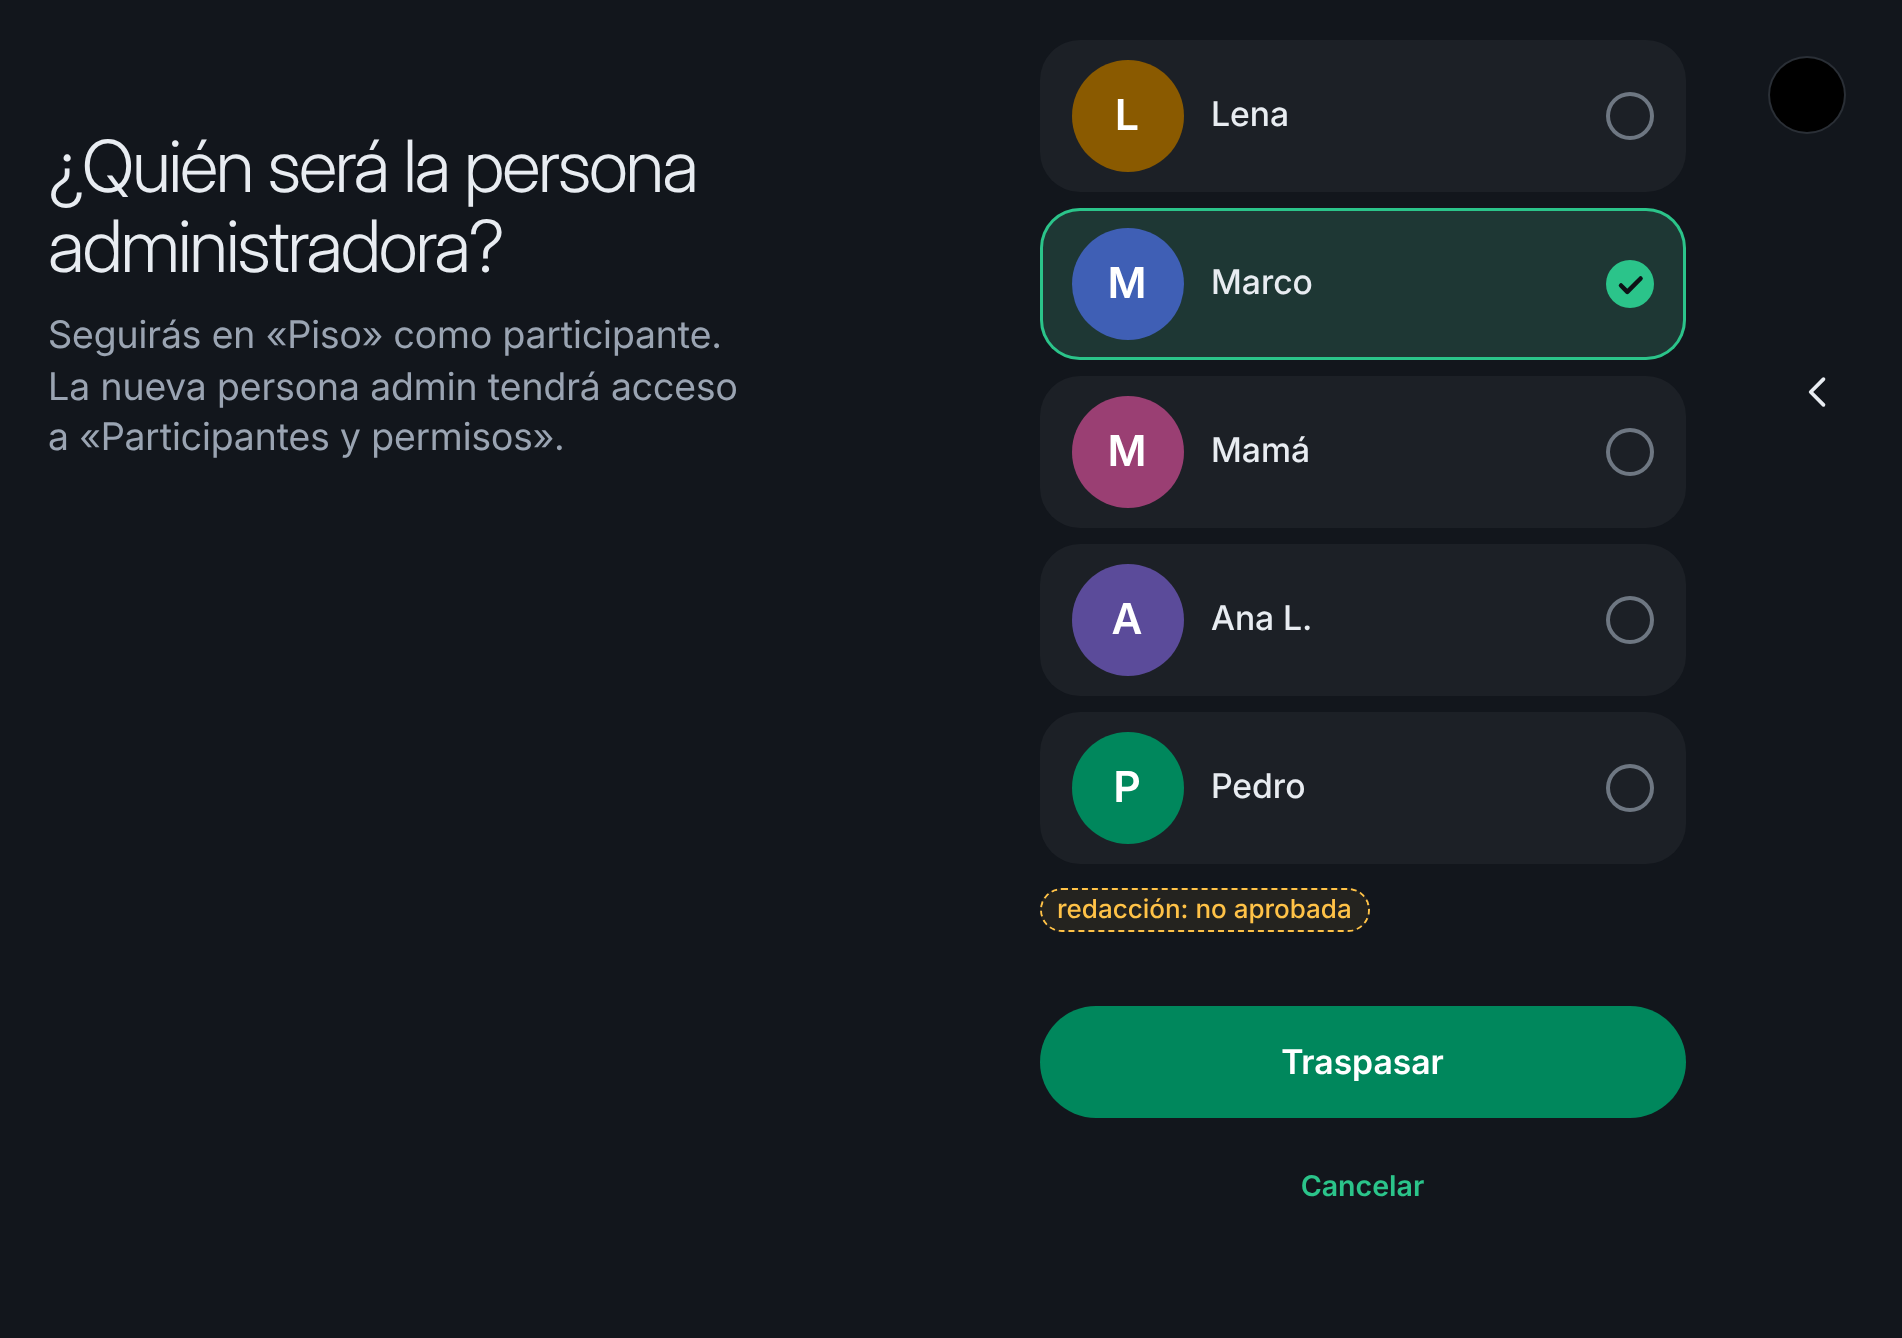 ¿Quién será la persona
administradora?
Seguirás en «Piso» como participante.
La nueva persona admin tendrá acceso
a «Participantes y permisos».
L Lena
M Marco
M Mamá
A Ana L.
P Pedro
redacción: no aprobada
Traspasar
Cancelar